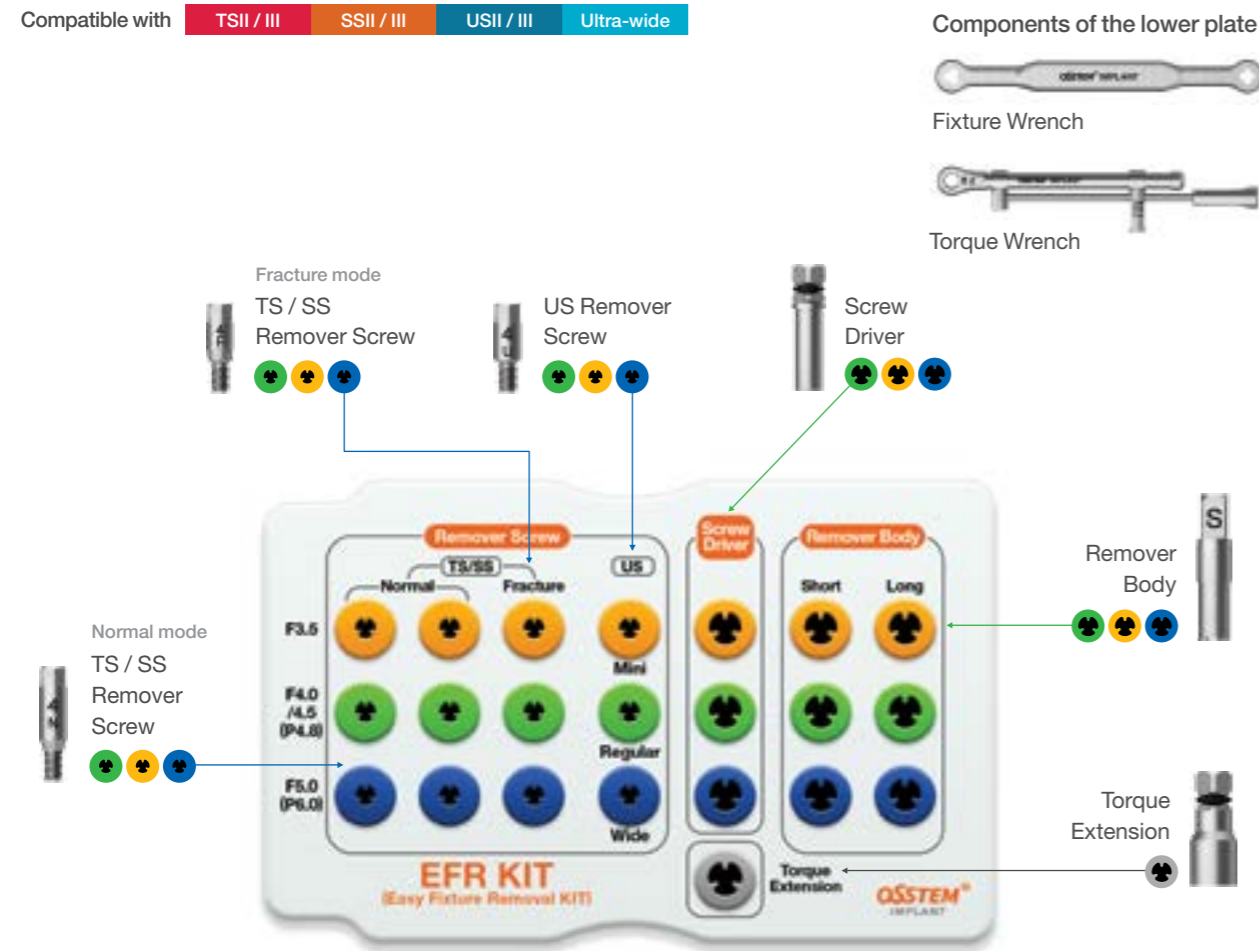 Compatible with TSII / III SSII / III USII / III Ultra-wide
Components of the lower plate
OSSTEM IMPLANT
Fixture Wrench
Torque Wrench
Fracture mode
TS / SS
Remover Screw
US Remover
Screw
Screw
Driver
Remover Screw
TS/SS
Normal
Fracture
US
Screw
Driver
Remover Body
Short
Long
S
Remover
Body
Normal mode
TS / SS
Remover
Screw
F3.5
Mini
F4.0
/4.5
(P4.8)
Regular
F5.0
(P6.0)
Wide
EFR KIT
(Easy Fixture Removal KIT)
Torque
Extension
OSSTEM®
IMPLANT
Torque
Extension